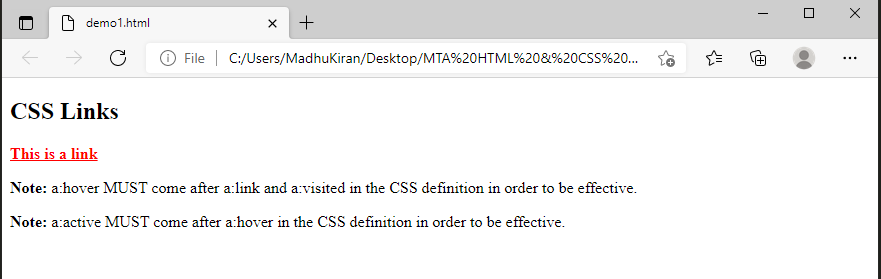 demo1.html
File | C:/Users/MadhuKiran/Desktop/MTA%20HTML%20&%20CSS%20...
CSS Links
This is a link
Note: a:hover MUST come after a:link and a:visited in the CSS definition in order to be effective.
Note: a:active MUST come after a:hover in the CSS definition in order to be effective.